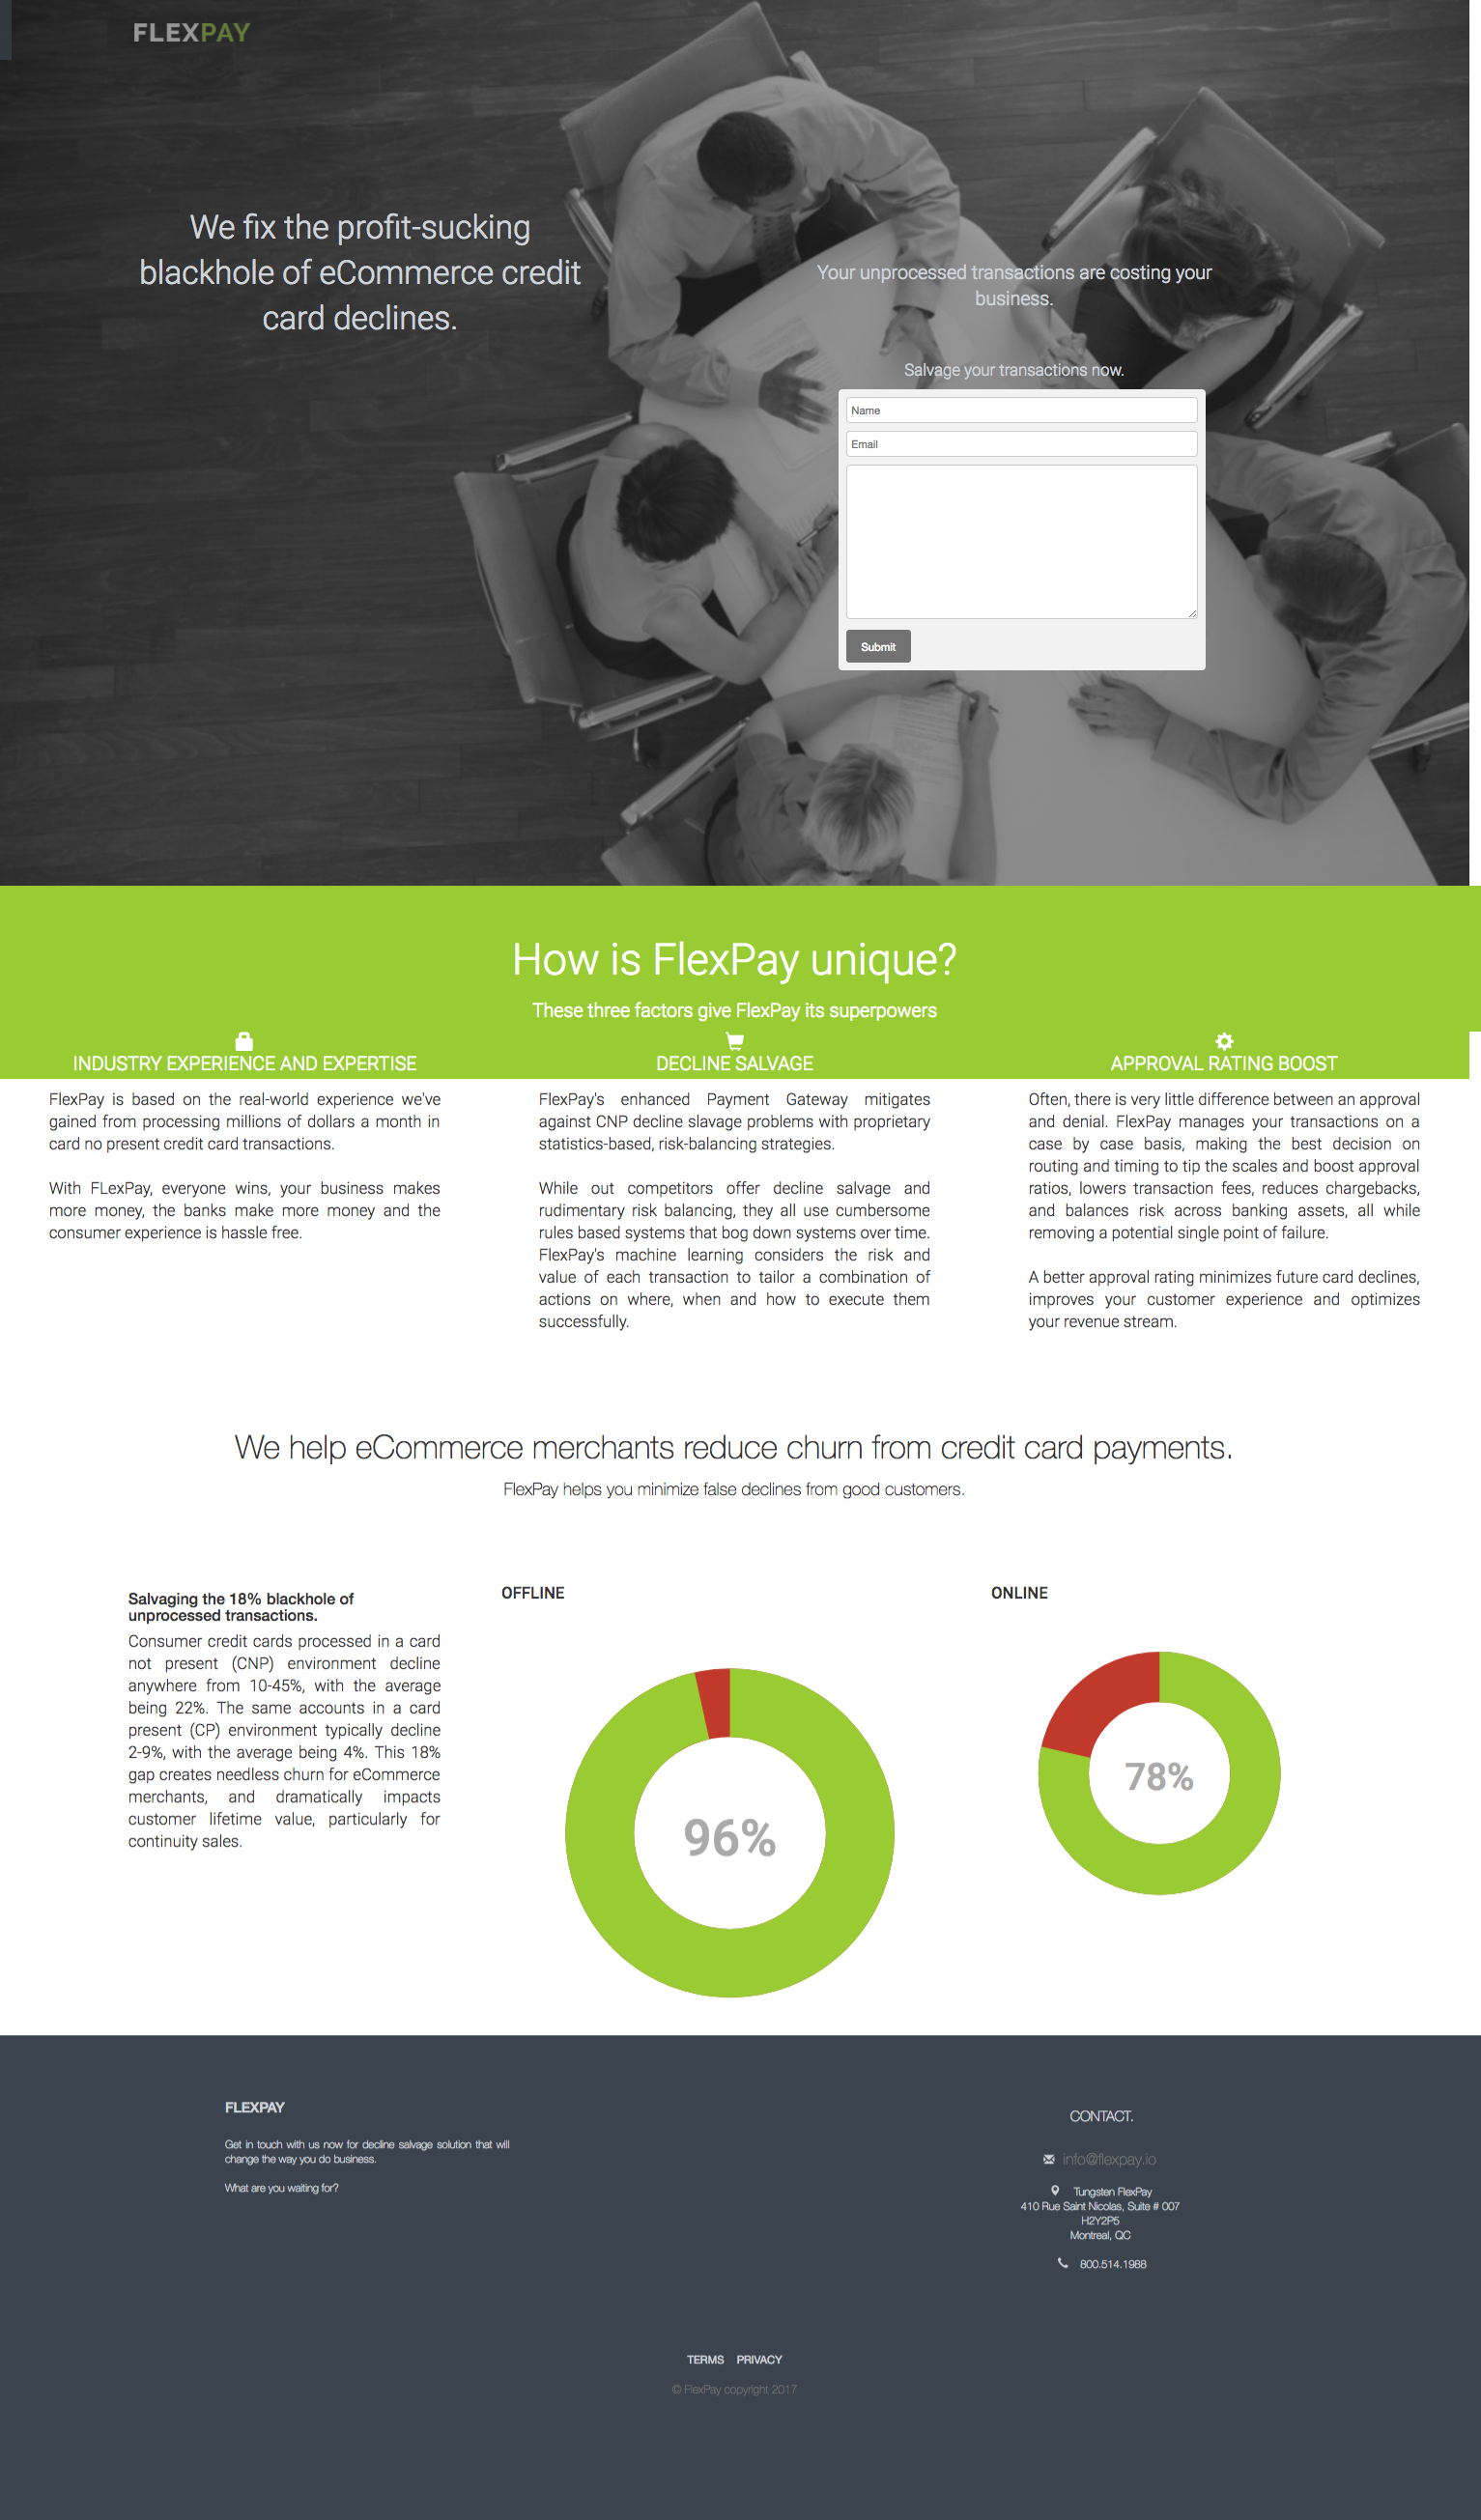 FLEXPAY
We fix the profit-sucking
blackhole of eCommerce credit
card declines.
Your unprocessed transactions are costing your
business.
Salvage your transactions now.
Name
Email
Submit
How is FlexPay unique?
These three factors give FlexPay its superpowers
INDUSTRY EXPERIENCE AND EXPERTISE
FlexPay is based on the real-world experience we've
gained from processing millions of dollars a month in
card no present credit card transactions.
With FLexPay, everyone wins, your business makes
more money, the banks make more money and the
consumer experience is hassle free.
DECLINE SALVAGE
FlexPay's enhanced Payment Gateway mitigates
against CNP decline slavage problems with proprietary
statistics-based, risk-balancing strategies.
While out competitors offer decline salvage and
rudimentary risk balancing, they all use cumbersome
rules based systems that bog down systems over time.
FlexPay's machine learning considers the risk and
value of each transaction to tailor a combination of
actions on where, when and how to execute them
successfully.
APPROVAL RATING BOOST
Often, there is very little difference between an approval
and denial. FlexPay manages your transactions on a
case by case basis, making the best decision on
routing and timing to tip the scales and boost approval
ratios, lowers transaction fees, reduces chargebacks,
and balances risk across banking assets, all while
removing a potential single point of failure.
A better approval rating minimizes future card declines,
improves your customer experience and optimizes
your revenue stream.
We help eCommerce merchants reduce churn from credit card payments.
FlexPay helps you minimize false declines from good customers.
Salvaging the 18% blackhole of
unprocessed transactions.
Consumer credit cards processed in a card
not present (CNP) environment decline
anywhere from 10-45%, with the average
being 22%. The same accounts in a card
present (CP) environment typically decline
2-9%, with the average being 4%. This 18%
gap creates needless churn for eCommerce
merchants, and dramatically impacts
customer lifetime value, particularly for
continuity sales.
OFFLINE
96%
ONLINE
78%
FLEXPAY
Get in touch with us now for decline salvage solution that will
change the way you do business.
What are you waiting for?
CONTACT.
info@flexpay.io
Tungsten FlexPay
410 Rue Saint Nicolas, Suite # 007
H2Y2P5
Montreal, QC
800.514.1988
TERMS PRIVACY
© FlexPay copyright 2017